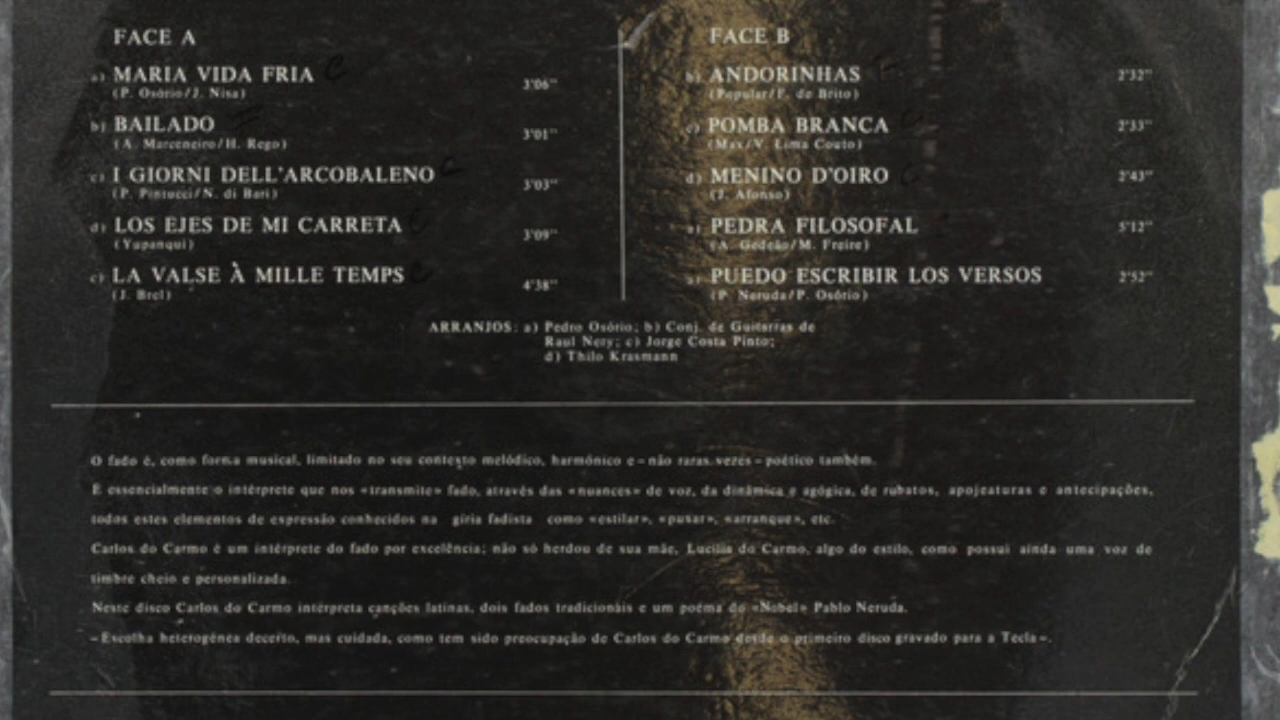 FACE A
a) MARIA VIDA FRIA 3'06"
(P. Osório/J. Nisa)
b) BAILADO 3'01"
(A. Marceneiro/H. Rego)
c) I GIORNI DELL'ARCOBALENO 3'03"
(P. Pintucci/N. di Bari)
d) LOS EJES DE MI CARRETA 3'09"
(Yupanqui)
c) LA VALSE À MILLE TEMPS 4'38"
(J. Brel)
FACE B
b) ANDORINHAS 2'32"
(Popular/F. de Brito)
c) POMBA BRANCA 2'33"
(Max/V. Lima Couto)
d) MENINO D'OIRO 2'43"
(J. Afonso)
PEDRA FILOSOFAL 5'12"
(A. Gedeão/M. Freire)
PUEDO ESCRIBIR LOS VERSOS 2'52"
(P. Neruda/P. Osório)
ARRANJOS: a) Pedro Osório; b) Conj. de Guitarras de
Raul Nery; c) Jorge Costa Pinto;
d) Thilo Krasmann
O fado é, como forma musical, limitado no seu contexto melódico, harmónico e – não raras vezes – poético também.
É essencialmente o intérprete que nos «transmite» fado, através das «nuances» de voz, da dinâmica e agógica, de rubatos, apojeaturas e antecipações,
todos estes elementos de expressão conhecidos na gíria fadista como «estilar», «puxar», «arranque», etc.
Carlos do Carmo é um intérprete do fado por excelência; não só herdou de sua mãe, Lucília do Carmo, algo do estilo, como possui ainda uma voz de
timbre cheio e personalizada.
Neste disco Carlos do Carmo interpreta canções latinas, dois fados tradicionais e um poema do «Nobel» Pablo Neruda.
– Escolha heterogénea decerto, mas cuidada, como tem sido preocupação de Carlos do Carmo desde o primeiro disco gravado para a Tecla –.